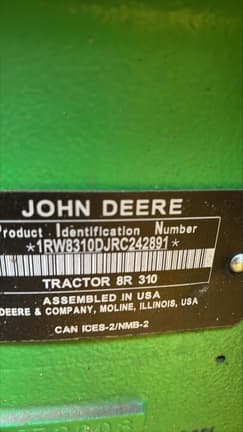 JOHN DEERE
Product Identification Number
*1RW8310DJRC242891*
TRACTOR 8R 310
ASSEMBLED IN USA
DEERE & COMPANY, MOLINE, ILLINOIS, USA
CAN ICES-2/NMB-2